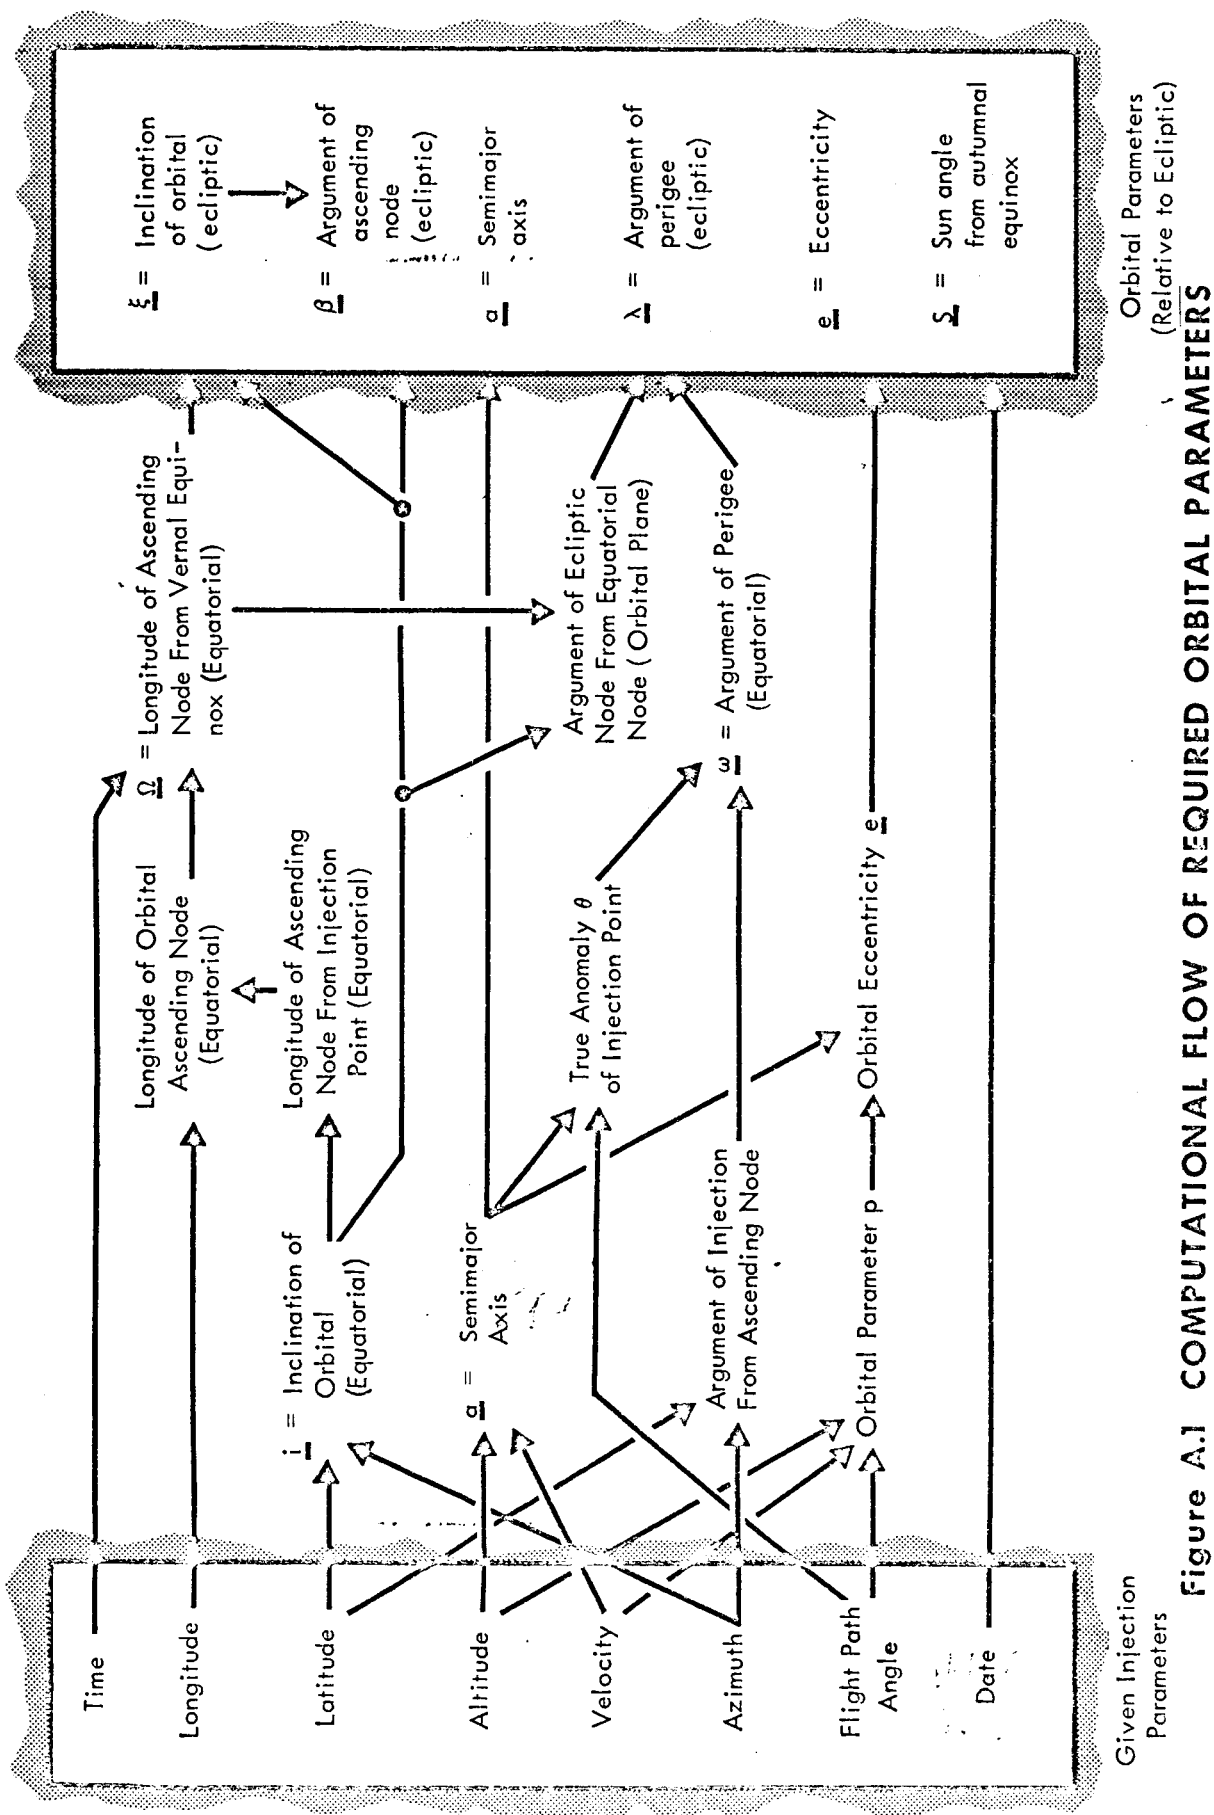 Given Injection
Parameters
Time
Longitude
Latitude
Altitude
Velocity
Azimuth
Flight Path
Angle
Date
i = Inclination of
Orbital
(Equatorial)
a = Semimajor
Axis
Argument of Injection
From Ascending Node
Orbital Parameter p
Longitude of Orbital
Ascending Node
(Equatorial)
Longitude of Ascending
Node From Injection
Point (Equatorial)
True Anomaly θ
of Injection Point
Orbital Eccentricity e
Ω = Longitude of Ascending
Node From Vernal Equi-
nox (Equatorial)
Argument of Ecliptic
Node From Equatorial
Node (Orbital Plane)
ω = Argument of Perigee
(Equatorial)
ξ = Inclination
of orbital
(ecliptic)
β = Argument of
ascending
node
(ecliptic)
a = Semimajor
axis
λ = Argument of
perigee
(ecliptic)
e = Eccentricity
S = Sun angle
from autumnal
equinox
Orbital Parameters
(Relative to Ecliptic)
Figure A.1 COMPUTATIONAL FLOW OF REQUIRED ORBITAL PARAMETERS